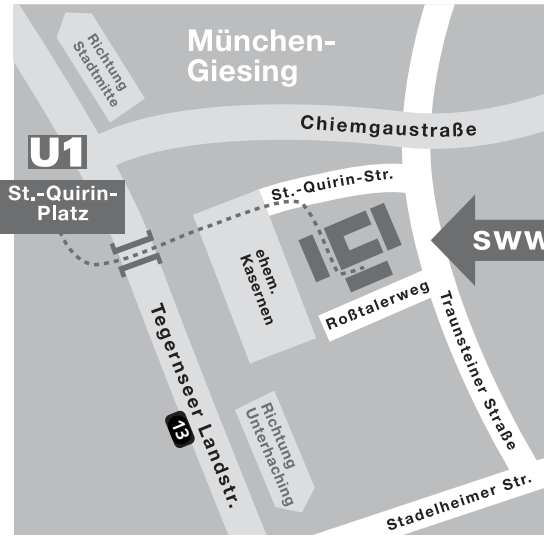 Richtung
Stadtmitte
München-
Giesing
Chiemgaustraße
U1
St.-Quirin-
Platz
St.-Quirin-Str.
SWW
ehem.
Kasernen
Roßtalerweg
Tegernseer Landstr.
Traunsteiner Straße
13
Richtung
Unterhaching
Stadelheimer Str.